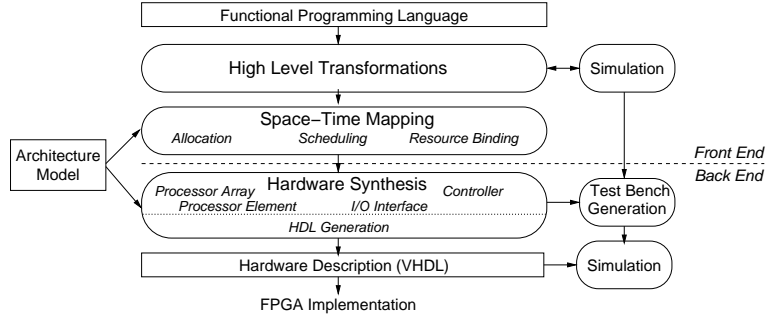 Functional Programming Language
High Level Transformations
Simulation
Space–Time Mapping
Allocation Scheduling Resource Binding
Architecture
Model
Front End
Back End
Hardware Synthesis
Processor Array Controller
Processor Element I/O Interface
HDL Generation
Test Bench
Generation
Hardware Description (VHDL)
Simulation
FPGA Implementation